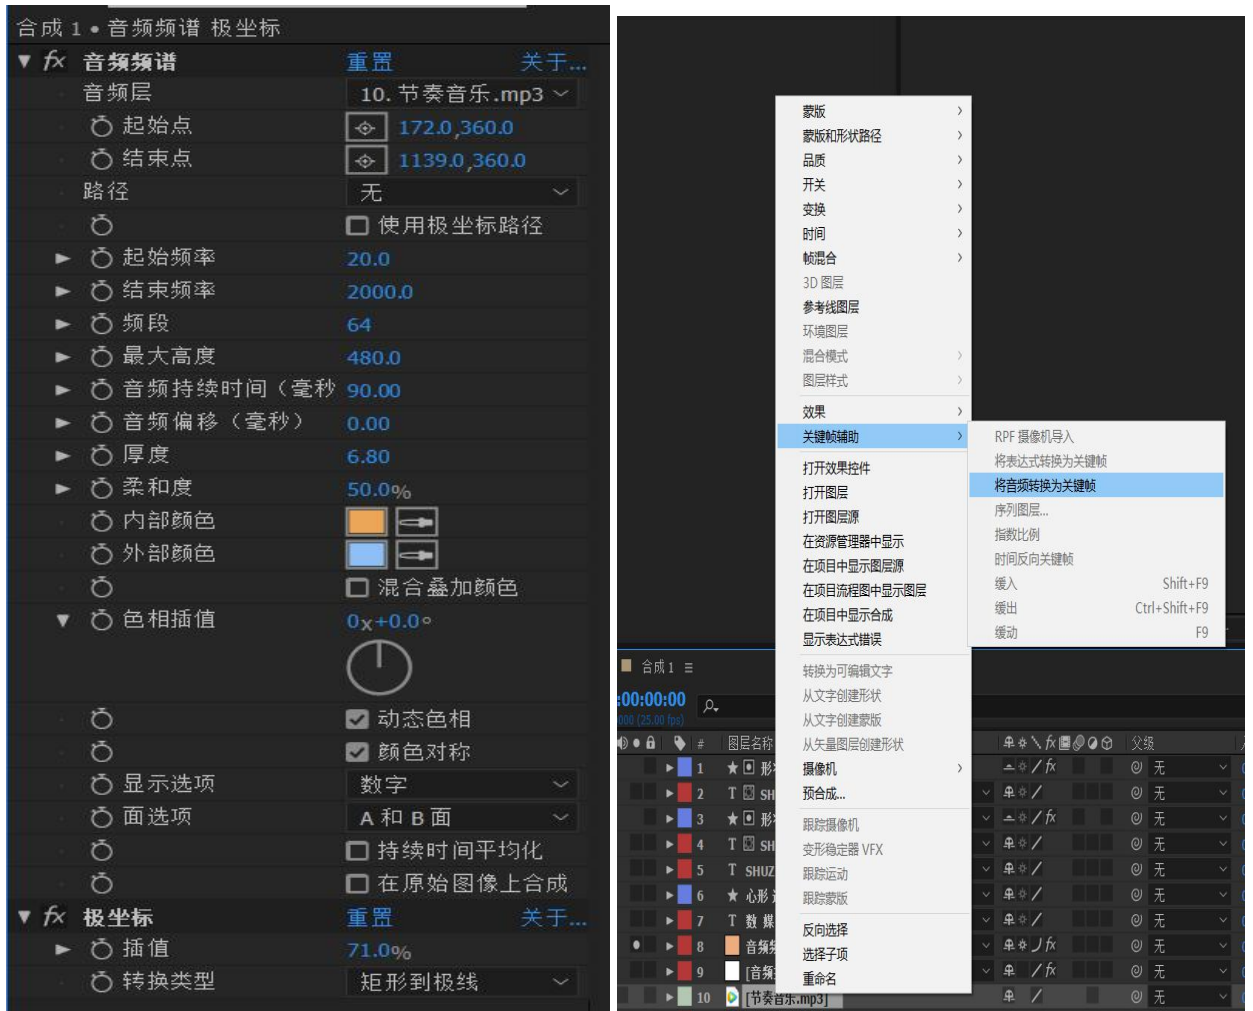 合成 1 • 音频频谱 极坐标
fx 音频频谱 重置 关于...
音频层 10. 节奏音乐.mp3
起始点 172.0,360.0
结束点 1139.0,360.0
路径 无
使用极坐标路径
起始频率 20.0
结束频率 2000.0
频段 64
最大高度 480.0
音频持续时间（毫秒 90.00
音频偏移（毫秒） 0.00
厚度 6.80
柔和度 50.0%
内部颜色
外部颜色
混合叠加颜色
色相插值 0x+0.0°
动态色相
颜色对称
显示选项 数字
面选项 A 和 B 面
持续时间平均化
在原始图像上合成
fx 极坐标 重置 关于...
插值 71.0%
转换类型 矩形到极线
蒙版
蒙版和形状路径
品质
开关
变换
时间
帧混合
3D 图层
参考线图层
环境图层
混合模式
图层样式
效果
关键帧辅助
打开效果控件
打开图层
打开图层源
在资源管理器中显示
在项目中显示图层源
在项目流程图中显示图层
在项目中显示合成
显示表达式错误
转换为可编辑文字
从文字创建形状
从文字创建蒙版
从矢量图层创建形状
摄像机
预合成...
跟踪摄像机
变形稳定器 VFX
跟踪运动
跟踪蒙版
反向选择
选择子项
重命名
RPF 摄像机导入
将表达式转换为关键帧
将音频转换为关键帧
序列图层...
指数比例
时间反向关键帧
缓入 Shift+F9
缓出 Ctrl+Shift+F9
缓动 F9
合成 1
:00:00:00
000 (25.00 fps)
# 图层名称 fx 父级
1 fx 无
2 T SH 无
3 fx 无
4 T SH 无
5 T SHUZ 无
6 心形 无
7 T 数 媒 无
8 音频 fx 无
9 [音频 fx 无
10 [节奏音乐.mp3] 无